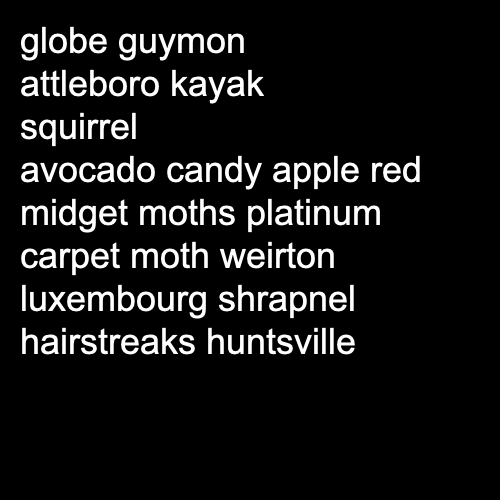 globe guymon
attleboro kayak
squirrel
avocado candy apple red
midget moths platinum
carpet moth weirton
luxembourg shrapnel
hairstreaks huntsville